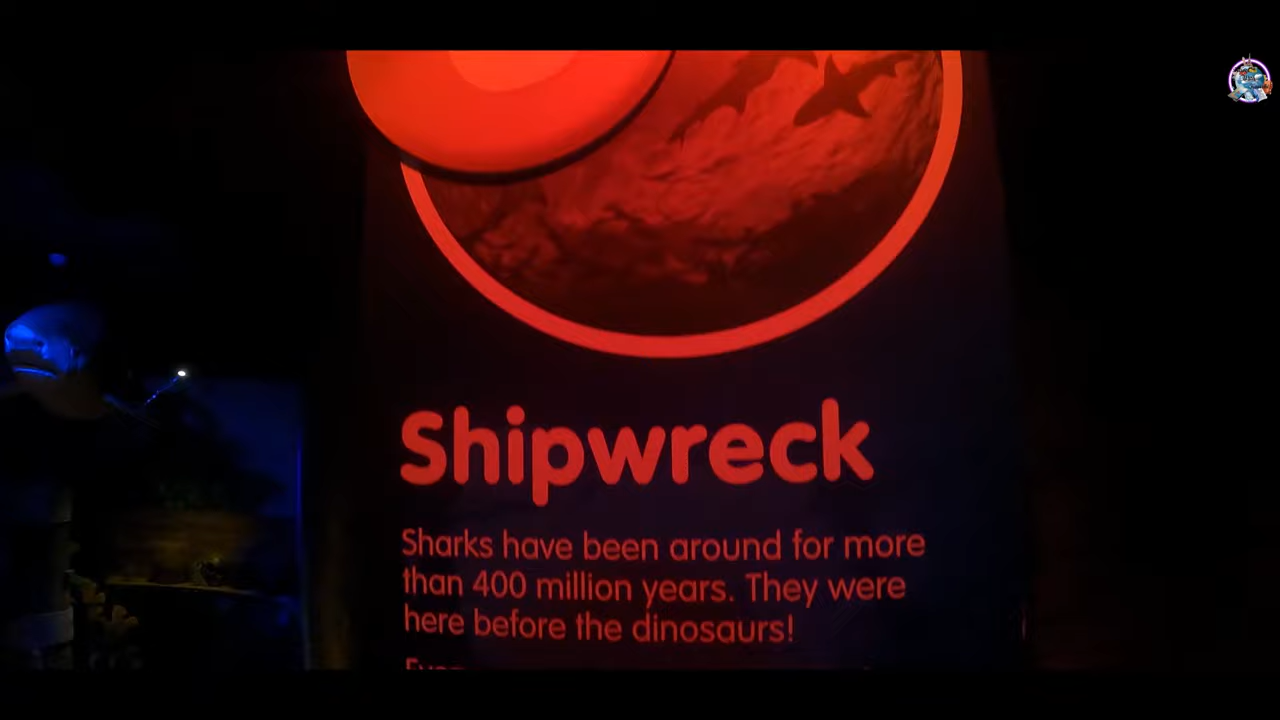 Shipwreck
Sharks have been around for more
than 400 million years. They were
here before the dinosaurs!